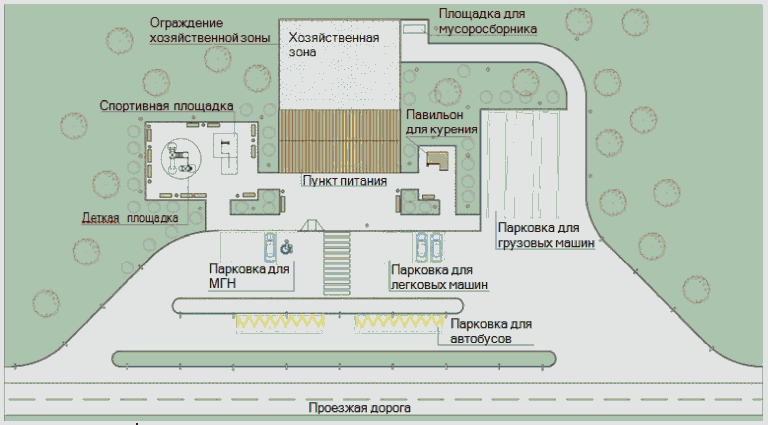 Ограждение
хозяйственной зоны
Хозяйственная
зона
Площадка для
мусоросборника
Спортивная площадка
Павильон
для курения
Пункт питания
Деткая площадка
Парковка для
грузовых машин
Парковка для
МГН
Парковка для
легковых машин
Парковка для
автобусов
Проезжая дорога